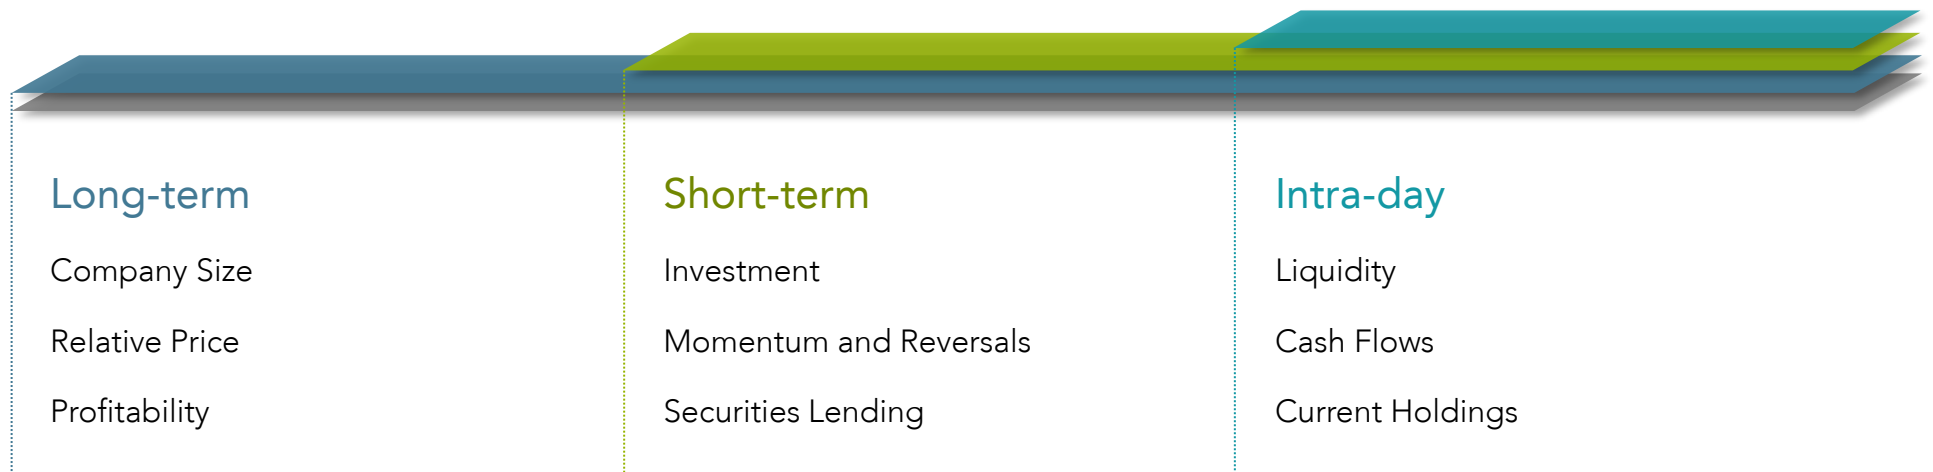 Long-term
Company Size
Relative Price
Profitability
Short-term
Investment
Momentum and Reversals
Securities Lending
Intra-day
Liquidity
Cash Flows
Current Holdings